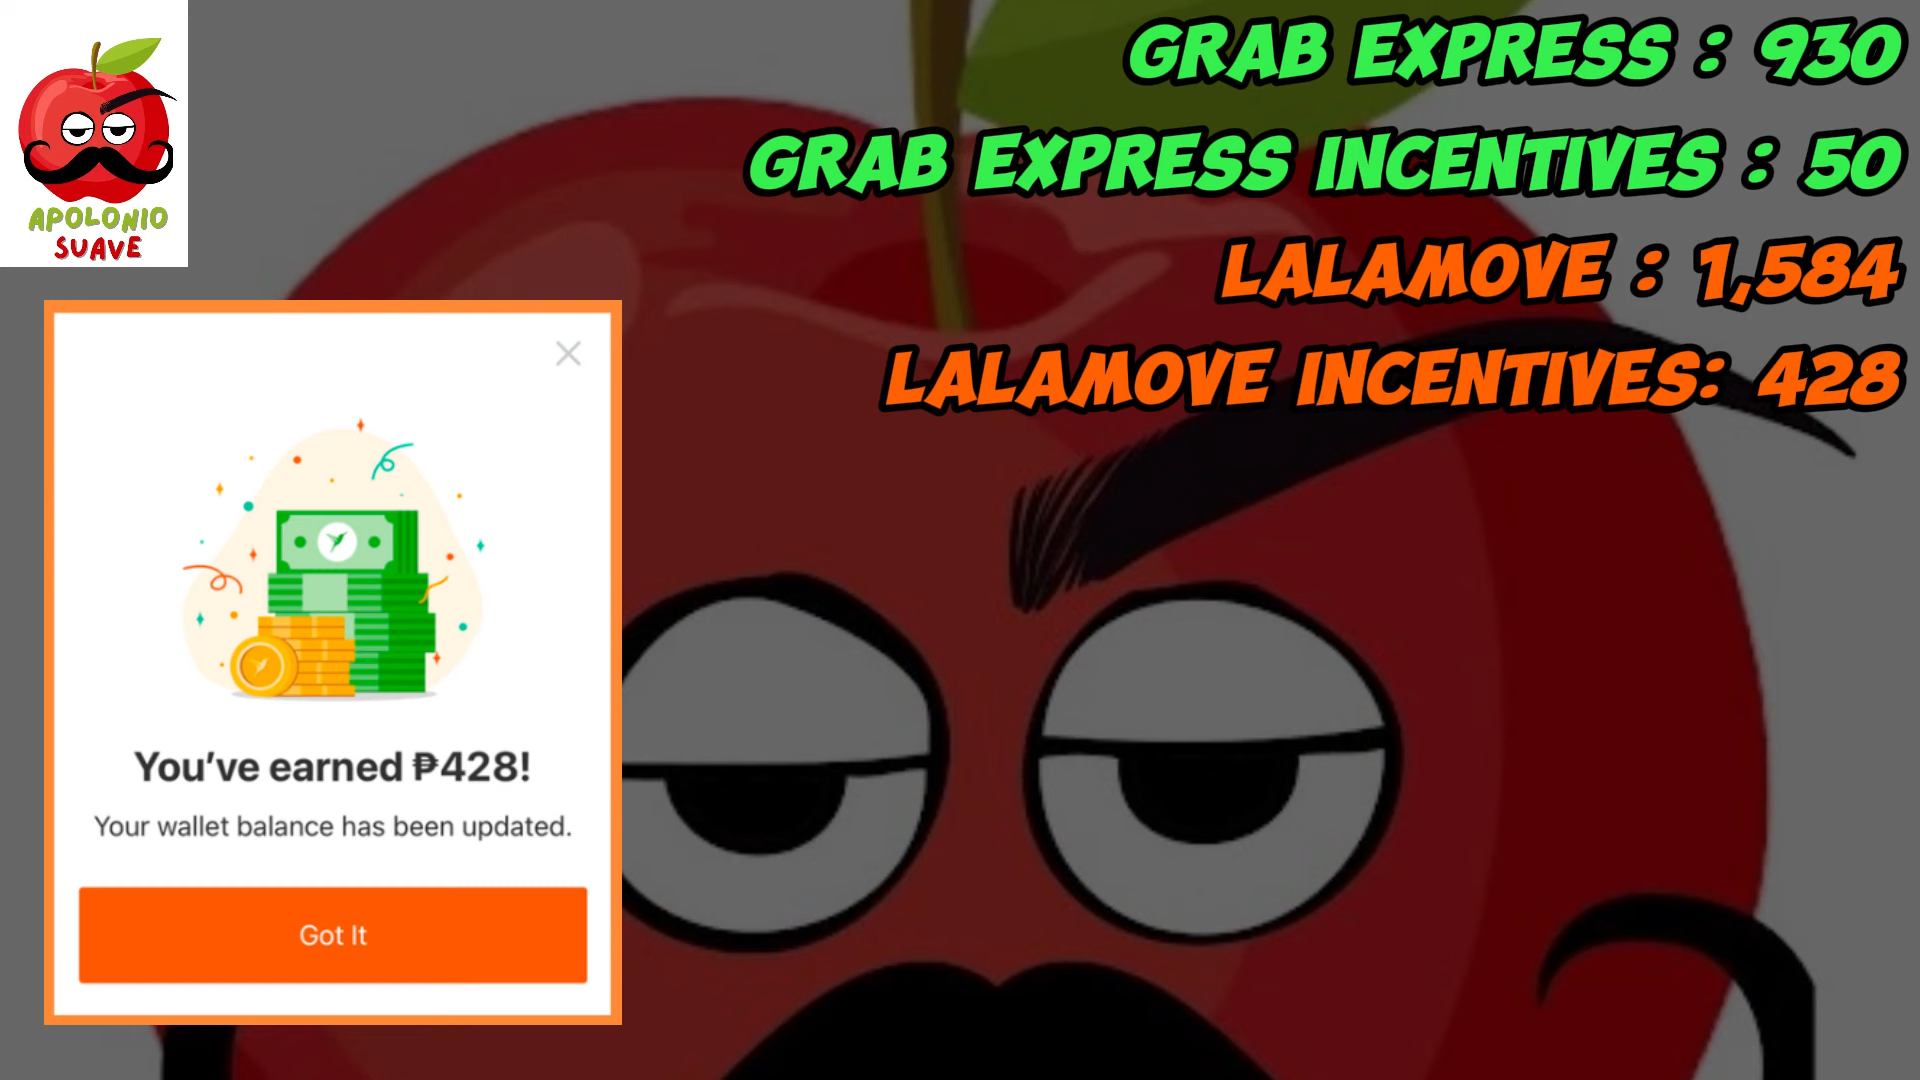 APOLONIO
SUAVE
GRAB EXPRESS : 930
GRAB EXPRESS INCENTIVES : 50
LALAMOVE : 1,584
LALAMOVE INCENTIVES: 428
You’ve earned ₱428!
Your wallet balance has been updated.
Got It